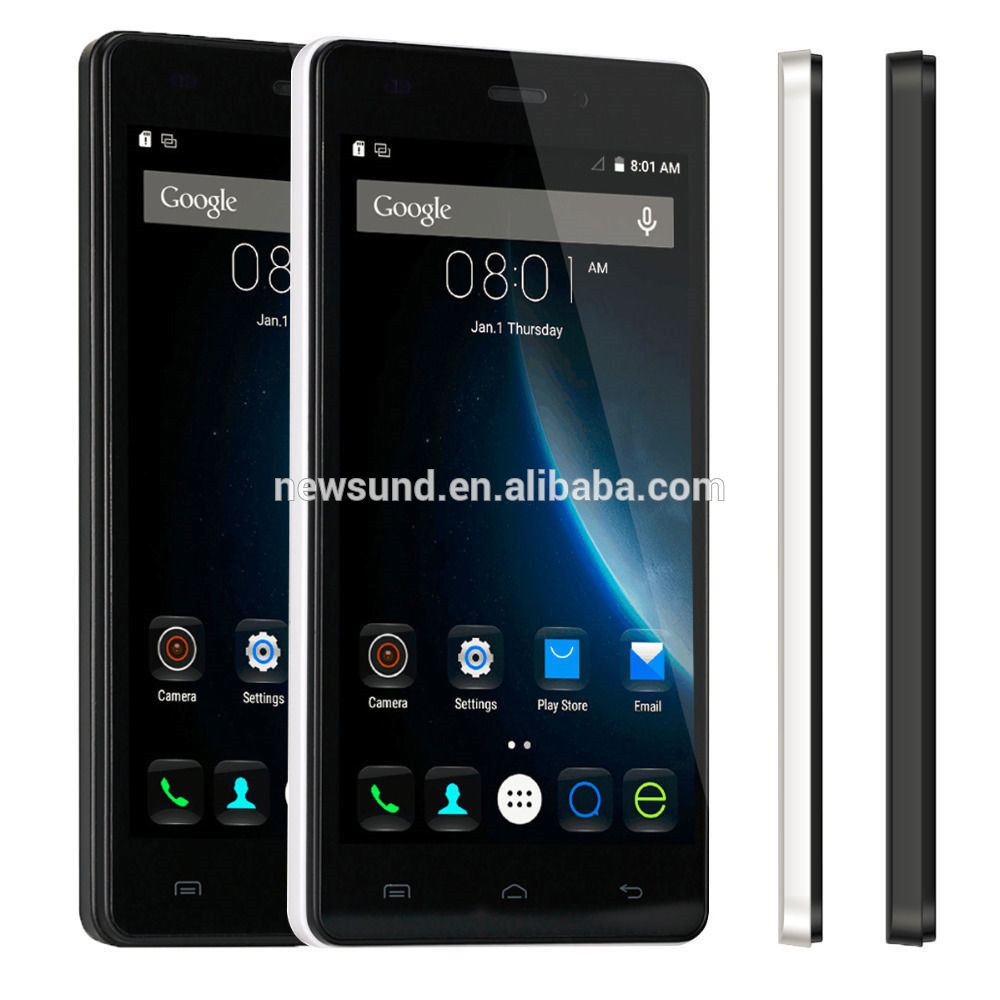 8:01 AM
Google
Google
08
08:01 AM
Jan.1
Jan.1 Thursday
newsund.en.alibaba.com
Camera
Settings
Camera
Settings
Play Store
Email